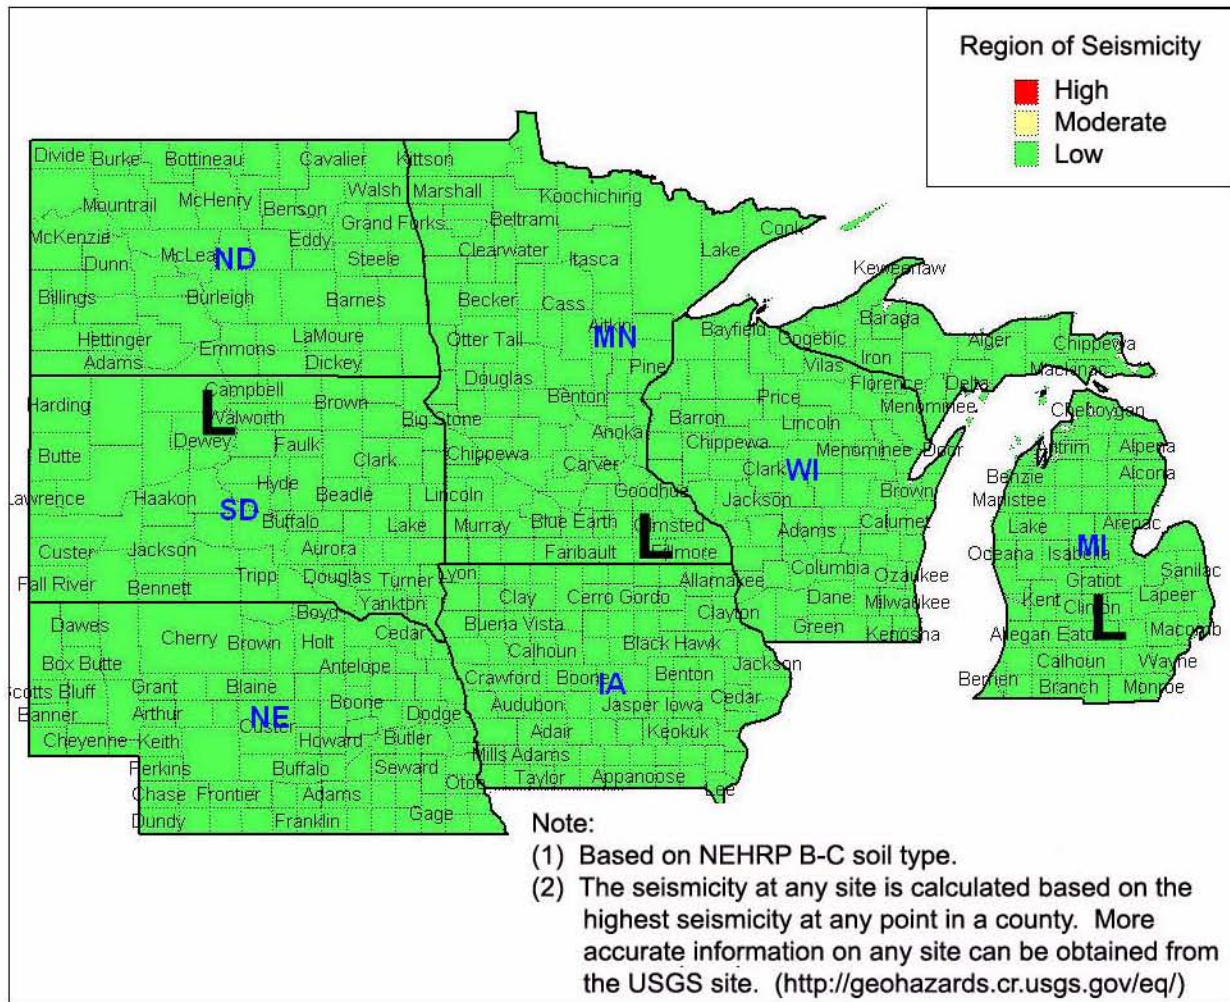 Region of Seismicity
High
Moderate
Low
Divide Burke Bottineau Cavalier Kittson
Walsh Marshall Koochiching
Mountrail McHenry Benson
Grand Forks Beltrami Cook
McKenzie McLea Eddy Clearwater Lake
Dunn ND Steele Itasca Keweenaw
Billings Burleigh Barnes Becker Cass Baraga
Hettinger LaMoure Otter Tail Aitkin Bayfield Gogebic Alger Chippewa
Adams Emmons Dickey MN Pine Iron Mackinac
Douglas Vilas Florence Delta
Harding Campbell Brown Benton Price Menominee Cheboygan
L Walworth Big Stone Barron Lincoln
Dewey Faulk Anoka Chippewa Menominee Door Antrim Alpena
Butte Clark Chippewa Carver Clark WI Benzie Alcona
Lawrence Haakon Hyde Beadle Lincoln Goodhue Jackson Brown Manistee
SD Buffalo Lake Murray Blue Earth Olmsted Adams Calumet Lake Arenac
Custer Jackson Aurora Faribault L Fillmore Oceana Isabella MI
Fall River Bennett Tripp Douglas Turner Lyon Columbia Ozaukee Gratiot Sanilac
Yankton Clay Cerro Gordo Allamakee Dane Milwaukee Kent Clinton Lapeer
Dawes Boyd Buena Vista Clayton Green Kenosha Allegan Eaton L Macomb
Cherry Brown Holt Cedar Calhoun Black Hawk
Box Butte Antelope Crawford Boone Benton Jackson Calhoun Wayne
Scotts Bluff Grant Blaine IA Berrien Branch Monroe
Banner Arthur NE Boone Dodge Audubon Jasper Iowa Cedar
Cheyenne Keith Custer Howard Butler Adair Keokuk
Perkins Buffalo Seward Mills Adams
Chase Frontier Adams Otoe Taylor Appanoose Lee
Dundy Franklin Gage
Note:
(1) Based on NEHRP B-C soil type.
(2) The seismicity at any site is calculated based on the
highest seismicity at any point in a county. More
accurate information on any site can be obtained from
the USGS site. (http://geohazards.cr.usgs.gov/eq/)